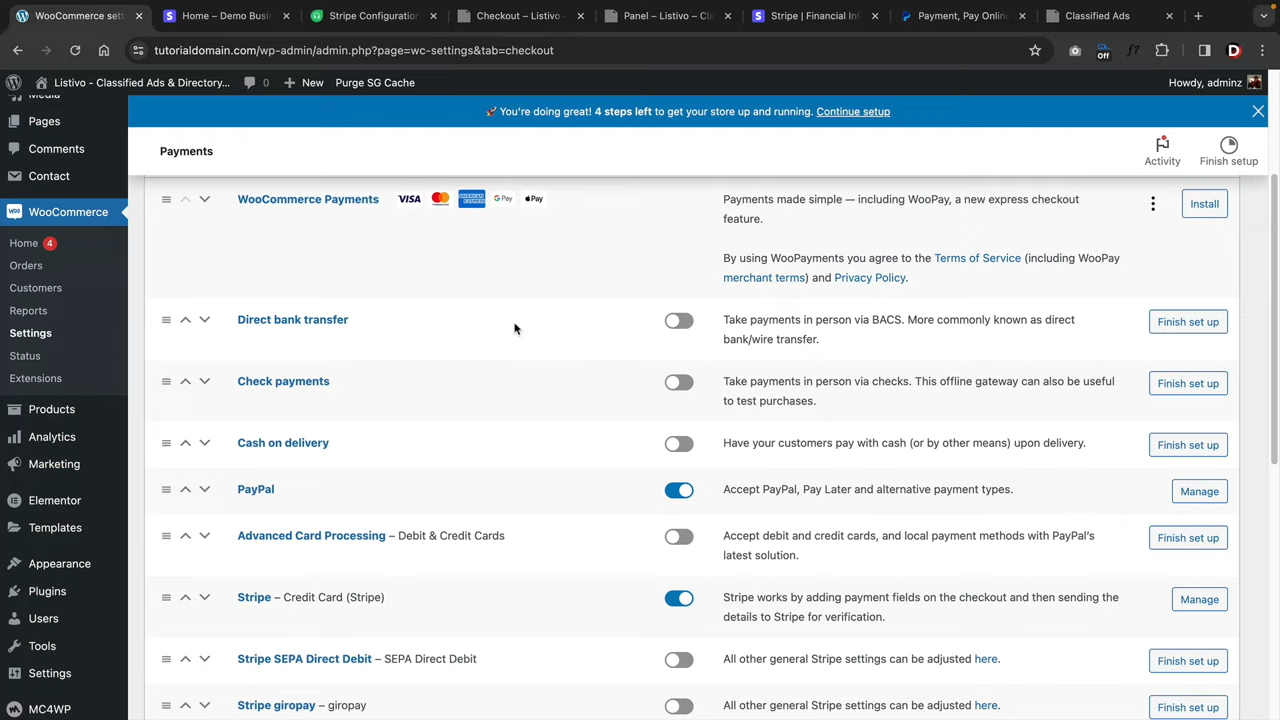 WooCommerce sett
Home – Demo Busi
Stripe Configuration
Checkout – Listivo –
Panel – Listivo – Cla
Stripe | Financial Inf
Payment, Pay Online
Classified Ads
tutorialdomain.com/wp-admin/admin.php?page=wc-settings&tab=checkout
Off
f?
D
Listivo - Classified Ads & Directory...
0
New
Purge SG Cache
Howdy, adminz
Media
Pages
Comments
Contact
WooCommerce
Home 4
Orders
Customers
Reports
Settings
Status
Extensions
Products
Analytics
Marketing
Elementor
Templates
Appearance
Plugins
Users
Tools
Settings
MC4WP
🚀 You're doing great! 4 steps left to get your store up and running. Continue setup
Payments
Activity
Finish setup
WooCommerce Payments VISA AMERICAN EXPRESS G Pay Pay
Payments made simple — including WooPay, a new express checkout
feature.
By using WooPayments you agree to the Terms of Service (including WooPay
merchant terms) and Privacy Policy.
Install
Direct bank transfer
Take payments in person via BACS. More commonly known as direct
bank/wire transfer.
Finish set up
Check payments
Take payments in person via checks. This offline gateway can also be useful
to test purchases.
Finish set up
Cash on delivery
Have your customers pay with cash (or by other means) upon delivery.
Finish set up
PayPal
Accept PayPal, Pay Later and alternative payment types.
Manage
Advanced Card Processing – Debit & Credit Cards
Accept debit and credit cards, and local payment methods with PayPal's
latest solution.
Finish set up
Stripe – Credit Card (Stripe)
Stripe works by adding payment fields on the checkout and then sending the
details to Stripe for verification.
Manage
Stripe SEPA Direct Debit – SEPA Direct Debit
All other general Stripe settings can be adjusted here.
Finish set up
Stripe giropay – giropay
All other general Stripe settings can be adjusted here.
Finish set up